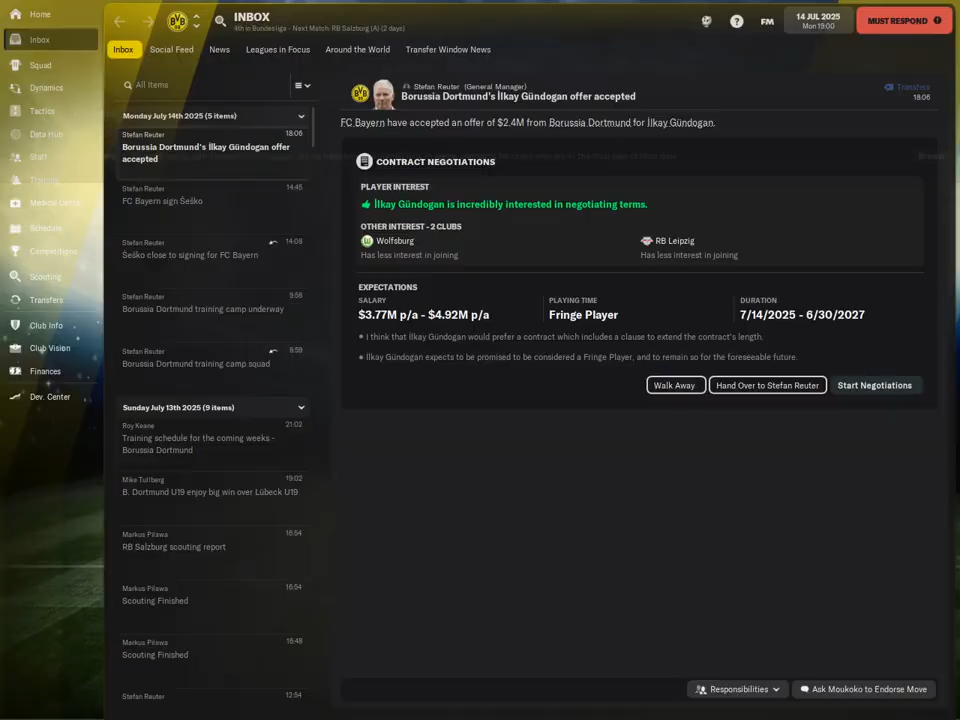 Home
Inbox
Squad
Dynamics
Tactics
Data Hub
Staff
Training
Medical Centre
Schedule
Competitions
Scouting
Transfers
Club Info
Club Vision
Finances
Dev. Center
INBOX
4th in Bundesliga - Next Match: RB Salzburg (A) (2 days)
FM
14 JUL 2025
Mon 19:00
MUST RESPOND
Inbox Social Feed News Leagues in Focus Around the World Transfer Window News
All Items
Monday July 14th 2025 (5 items)
Stefan Reuter 18:06
Borussia Dortmund's İlkay Gündogan offer
accepted
Stefan Reuter 14:45
FC Bayern sign Šeško
Stefan Reuter 14:08
Šeško close to signing for FC Bayern
Stefan Reuter 9:56
Borussia Dortmund training camp underway
Stefan Reuter 8:59
Borussia Dortmund training camp squad
Sunday July 13th 2025 (9 items)
Roy Keane 21:02
Training schedule for the coming weeks -
Borussia Dortmund
Mike Tullberg 19:02
B. Dortmund U19 enjoy big win over Lübeck U19
Markus Pilawa 16:54
RB Salzburg scouting report
Markus Pilawa 16:54
Scouting Finished
Markus Pilawa 16:48
Scouting Finished
Stefan Reuter 12:54
Stefan Reuter (General Manager)
Borussia Dortmund's İlkay Gündogan offer accepted
Transfers
18:06
FC Bayern have accepted an offer of $2.4M from Borussia Dortmund for İlkay Gündogan.
CONTRACT NEGOTIATIONS
PLAYER INTEREST
İlkay Gündogan is incredibly interested in negotiating terms.
OTHER INTEREST - 2 CLUBS
Wolfsburg
Has less interest in joining
RB Leipzig
Has less interest in joining
EXPECTATIONS
SALARY
$3.77M p/a - $4.92M p/a
PLAYING TIME
Fringe Player
DURATION
7/14/2025 - 6/30/2027
I think that İlkay Gündogan would prefer a contract which includes a clause to extend the contract's length.
İlkay Gündogan expects to be promised to be considered a Fringe Player, and to remain so for the foreseeable future.
Walk Away Hand Over to Stefan Reuter Start Negotiations
Responsibilities Ask Moukoko to Endorse Move